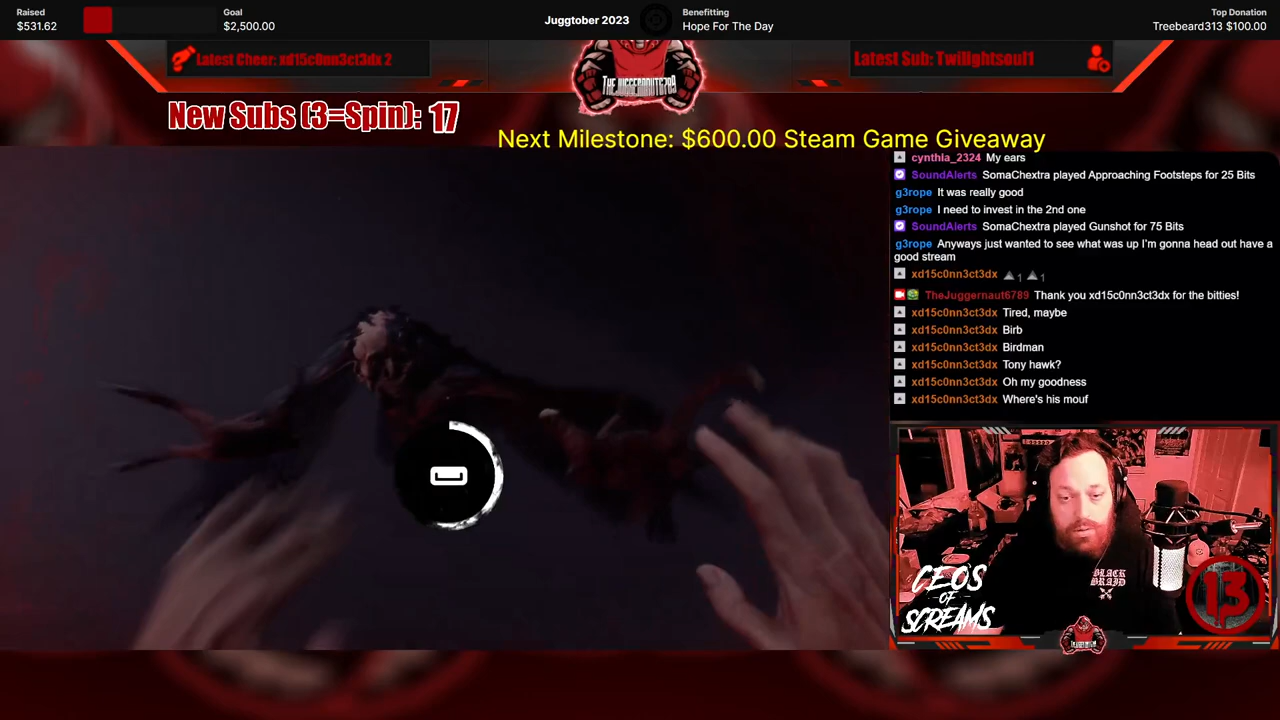 Raised
$531.62
Goal
$2,500.00
Juggtober 2023
Benefitting
Hope For The Day
Top Donation
Treebeard313 $100.00
Latest Cheer: xd15c0nn3ct3dx 2
THEJUGGERNAUT6789
Latest Sub: Twilightsoul1
New Subs (3=Spin): 17
Next Milestone: $600.00 Steam Game Giveaway
cynthia_2324 My ears
SoundAlerts SomaChextra played Approaching Footsteps for 25 Bits
g3rope It was really good
g3rope I need to invest in the 2nd one
SoundAlerts SomaChextra played Gunshot for 75 Bits
g3rope Anyways just wanted to see what was up I'm gonna head out have a
good stream
xd15c0nn3ct3dx 1 1
TheJuggernaut6789 Thank you xd15c0nn3ct3dx for the bitties!
xd15c0nn3ct3dx Tired, maybe
xd15c0nn3ct3dx Birb
xd15c0nn3ct3dx Birdman
xd15c0nn3ct3dx Tony hawk?
xd15c0nn3ct3dx Oh my goodness
xd15c0nn3ct3dx Where's his mouf
BLACK
BRAID
CEOS
OF
SCREAMS
13